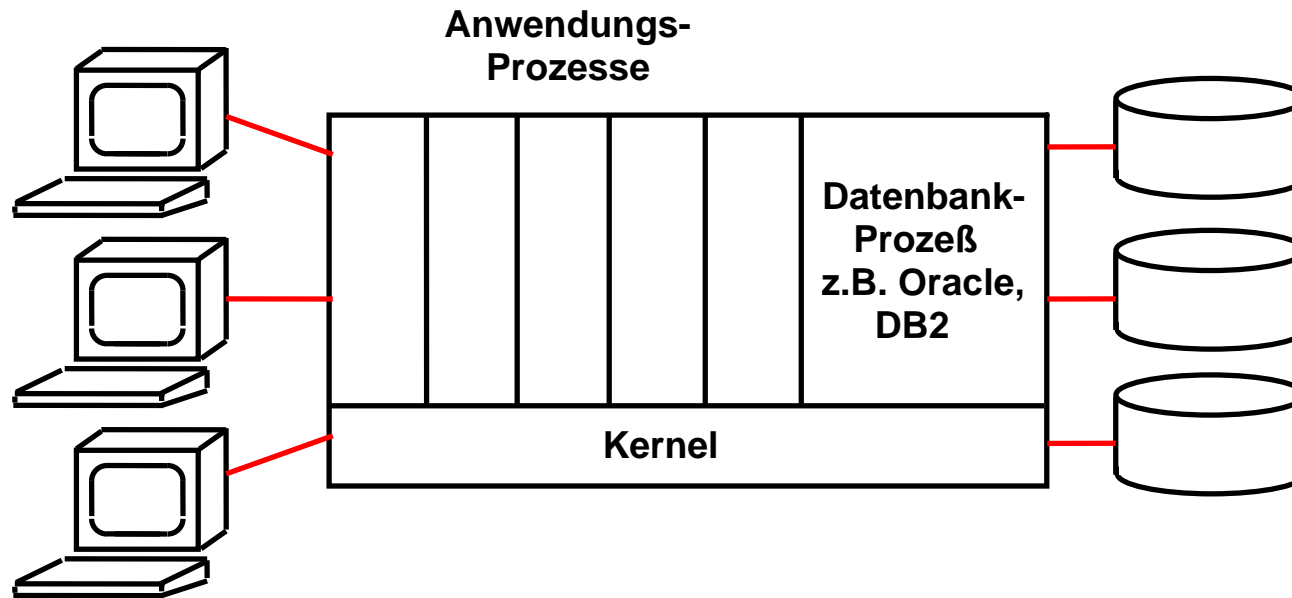 Anwendungs-
Prozesse
Datenbank-
Prozeß
z.B. Oracle,
DB2
Kernel